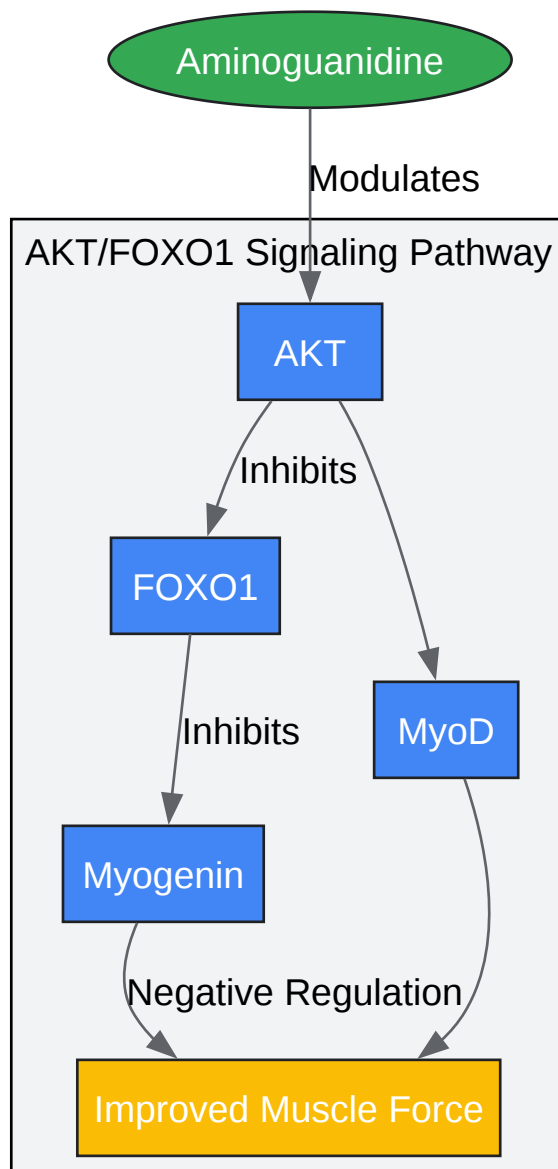 Aminoguanidine
Modulates
AKT/FOXO1 Signaling Pathway
AKT
Inhibits
FOXO1
Inhibits
MyoD
Myogenin
Negative Regulation
Improved Muscle Force